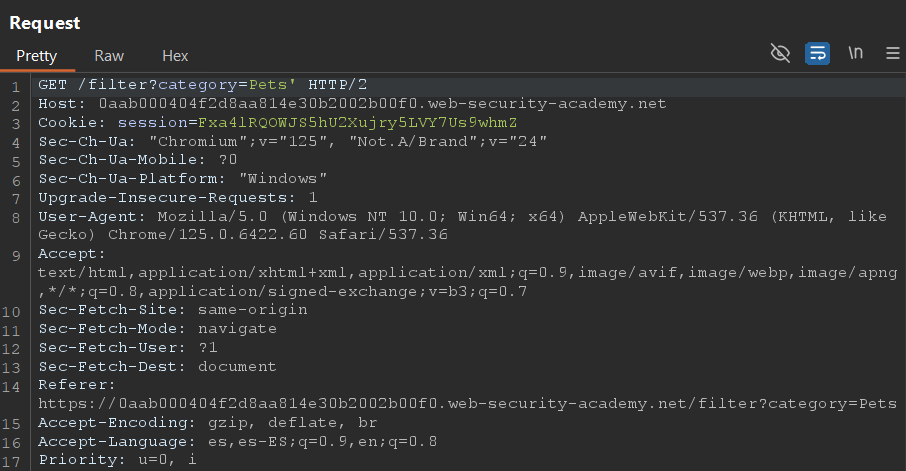 Request
Pretty Raw Hex \n
1 GET /filter?category=Pets' HTTP/2
2 Host: 0aab000404f2d8aa814e30b2002b00f0.web-security-academy.net
3 Cookie: session=Fxa4lRQOWJS5hU2Xujry5LVY7Us9whmZ
4 Sec-Ch-Ua: "Chromium";v="125", "Not.A/Brand";v="24"
5 Sec-Ch-Ua-Mobile: ?0
6 Sec-Ch-Ua-Platform: "Windows"
7 Upgrade-Insecure-Requests: 1
8 User-Agent: Mozilla/5.0 (Windows NT 10.0; Win64; x64) AppleWebKit/537.36 (KHTML, like
Gecko) Chrome/125.0.6422.60 Safari/537.36
9 Accept:
text/html,application/xhtml+xml,application/xml;q=0.9,image/avif,image/webp,image/apng
,*/*;q=0.8,application/signed-exchange;v=b3;q=0.7
10 Sec-Fetch-Site: same-origin
11 Sec-Fetch-Mode: navigate
12 Sec-Fetch-User: ?1
13 Sec-Fetch-Dest: document
14 Referer:
https://0aab000404f2d8aa814e30b2002b00f0.web-security-academy.net/filter?category=Pets
15 Accept-Encoding: gzip, deflate, br
16 Accept-Language: es,es-ES;q=0.9,en;q=0.8
17 Priority: u=0, i